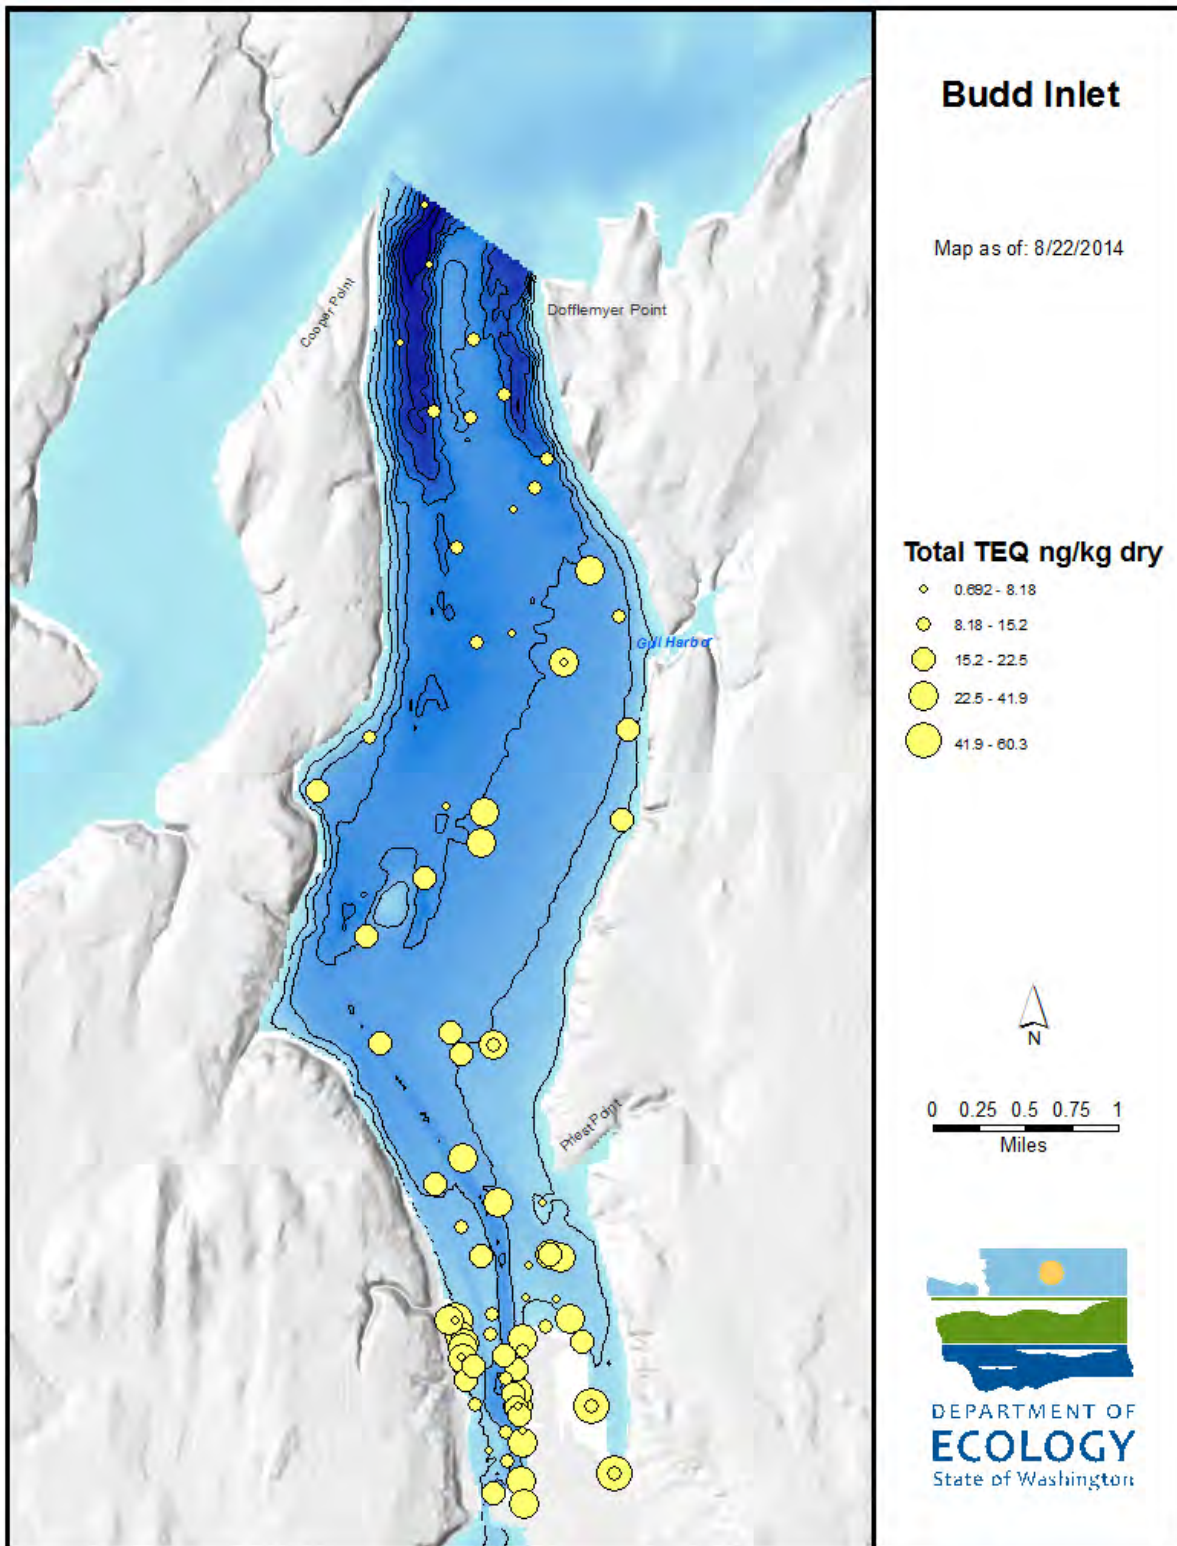 Budd Inlet
Map as of: 8/22/2014
Cooper Point
Dofflemyer Point
Total TEQ ng/kg dry
0.692 - 8.18
8.18 - 15.2
15.2 - 22.5
22.5 - 41.9
41.9 - 60.3
Gull Harbor
N
0 0.25 0.5 0.75 1
Miles
Priest Point
DEPARTMENT OF
ECOLOGY
State of Washington